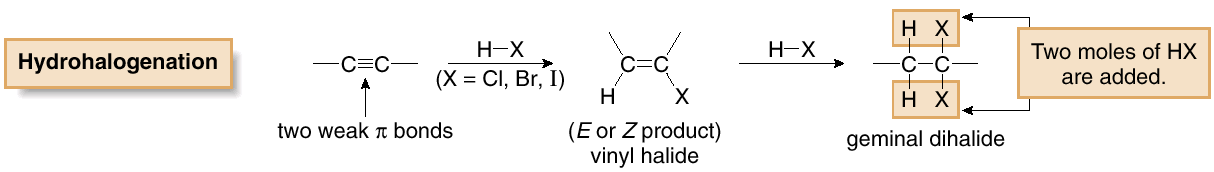 Hydrohalogenation
C≡C
two weak π bonds
H–X
(X = Cl, Br, I)
C=C
H X
(E or Z product)
vinyl halide
H–X
H X
C–C
H X
geminal dihalide
Two moles of HX
are added.